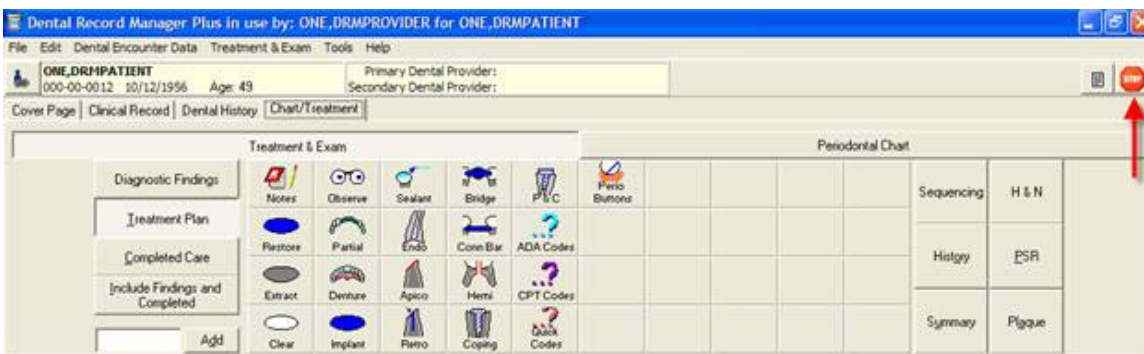 Dental Record Manager Plus in use by: ONE,DRMPROVIDER for ONE,DRMPATIENT
File Edit Dental Encounter Data Treatment & Exam Tools Help
ONE,DRMPATIENT Primary Dental Provider:
000-00-0012 10/12/1956 Age: 49 Secondary Dental Provider:
STOP
Cover Page Clinical Record Dental History Chart/Treatment
Treatment & Exam Periodontal Chart
Diagnostic Findings
Treatment Plan
Completed Care
Include Findings and
Completed
Add
Notes Observe Sealant Bridge P & C Perio
Buttons
Restore Partial Endo Conn Bar ADA Codes
Extract Denture Apico Hemi CPT Codes
Clear Implant Retro Coping Quick
Codes
Sequencing H & N
History PSR
Summary Plaque